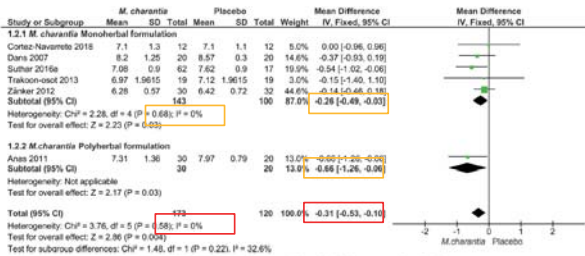 M. charantia Placebo Mean Difference Mean Difference
Study or Subgroup Mean SD Total Mean SD Total Weight IV, Fixed, 95% CI IV, Fixed, 95% CI
1.2.1 M. charantia Monoherbal formulation
Cortez-Navarrete 2018 7.1 1.3 12 7.1 1.1 12 5.0% 0.00 [-0.96, 0.96]
Dans 2007 8.2 1.25 20 8.57 0.3 20 -0.37 [-0.93, 0.19]
Suthar 2016a 7.08 0.9 62 7.62 0.9 17 -0.54 [-1.02, -0.06]
Trakoon-osot 2013 6.97 1.9615 19 7.12 1.9615 19 -0.15 [-1.40, 1.10]
Zänker 2012 6.28 0.57 30 6.42 0.72 32 -0.14 [-0.46, 0.18]
Subtotal (95% CI) 143 100 87.0% -0.26 [-0.49, -0.03]
Heterogeneity: Chi² = 2.28, df = 4 (P = 0.68); I² = 0%
Test for overall effect: Z = 2.23 (P = 0.03)
1.2.2 M.charantia Polyherbal formulation
Anas 2011 7.31 1.36 30 7.97 0.79 20 13.0% -0.66 [-1.26, -0.06]
Subtotal (95% CI) 30 20 13.0% -0.66 [-1.26, -0.06]
Heterogeneity: Not applicable
Test for overall effect: Z = 2.17 (P = 0.03)
Total (95% CI) 173 120 100.0% -0.31 [-0.53, -0.10]
Heterogeneity: Chi² = 3.76, df = 5 (P = 0.58); I² = 0%
Test for overall effect: Z = 2.86 (P = 0.004)
Test for subgroup differences: Chi² = 1.48, df = 1 (P = 0.22), I² = 32.6%
-2 -1 0 1 2
M.charantia Placebo